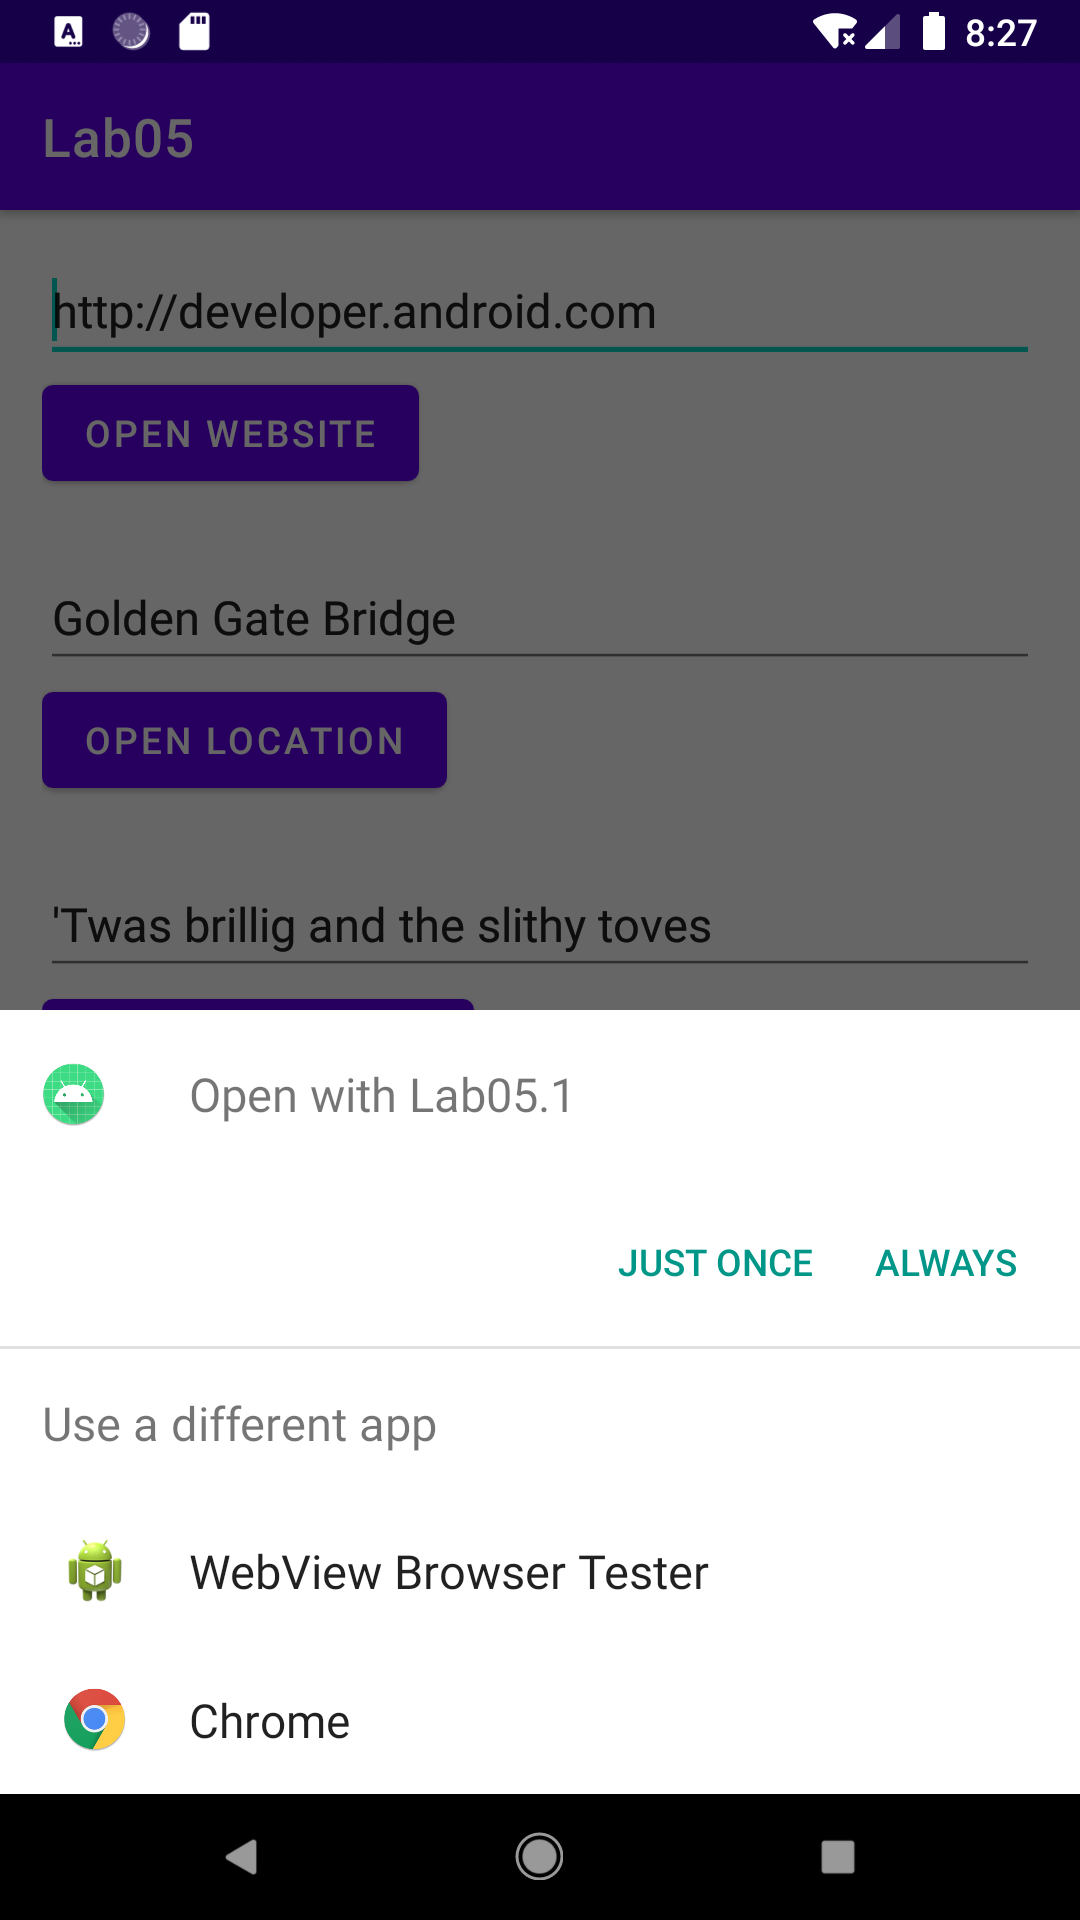 8:27
Lab05
http://developer.android.com
OPEN WEBSITE
Golden Gate Bridge
OPEN LOCATION
'Twas brillig and the slithy toves
Open with Lab05.1
JUST ONCE ALWAYS
Use a different app
WebView Browser Tester
Chrome